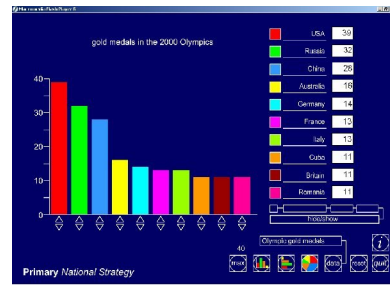 gold medals in the 2000 Olympics
USA 39
Russia 32
China 28
Australia 16
Germany 14
France 13
Italy 13
Cuba 11
Britain 11
Romania 11
40
30
20
10
0
hide/show
Olympic gold medals
40
max
data
reset
quit
i
Primary National Strategy